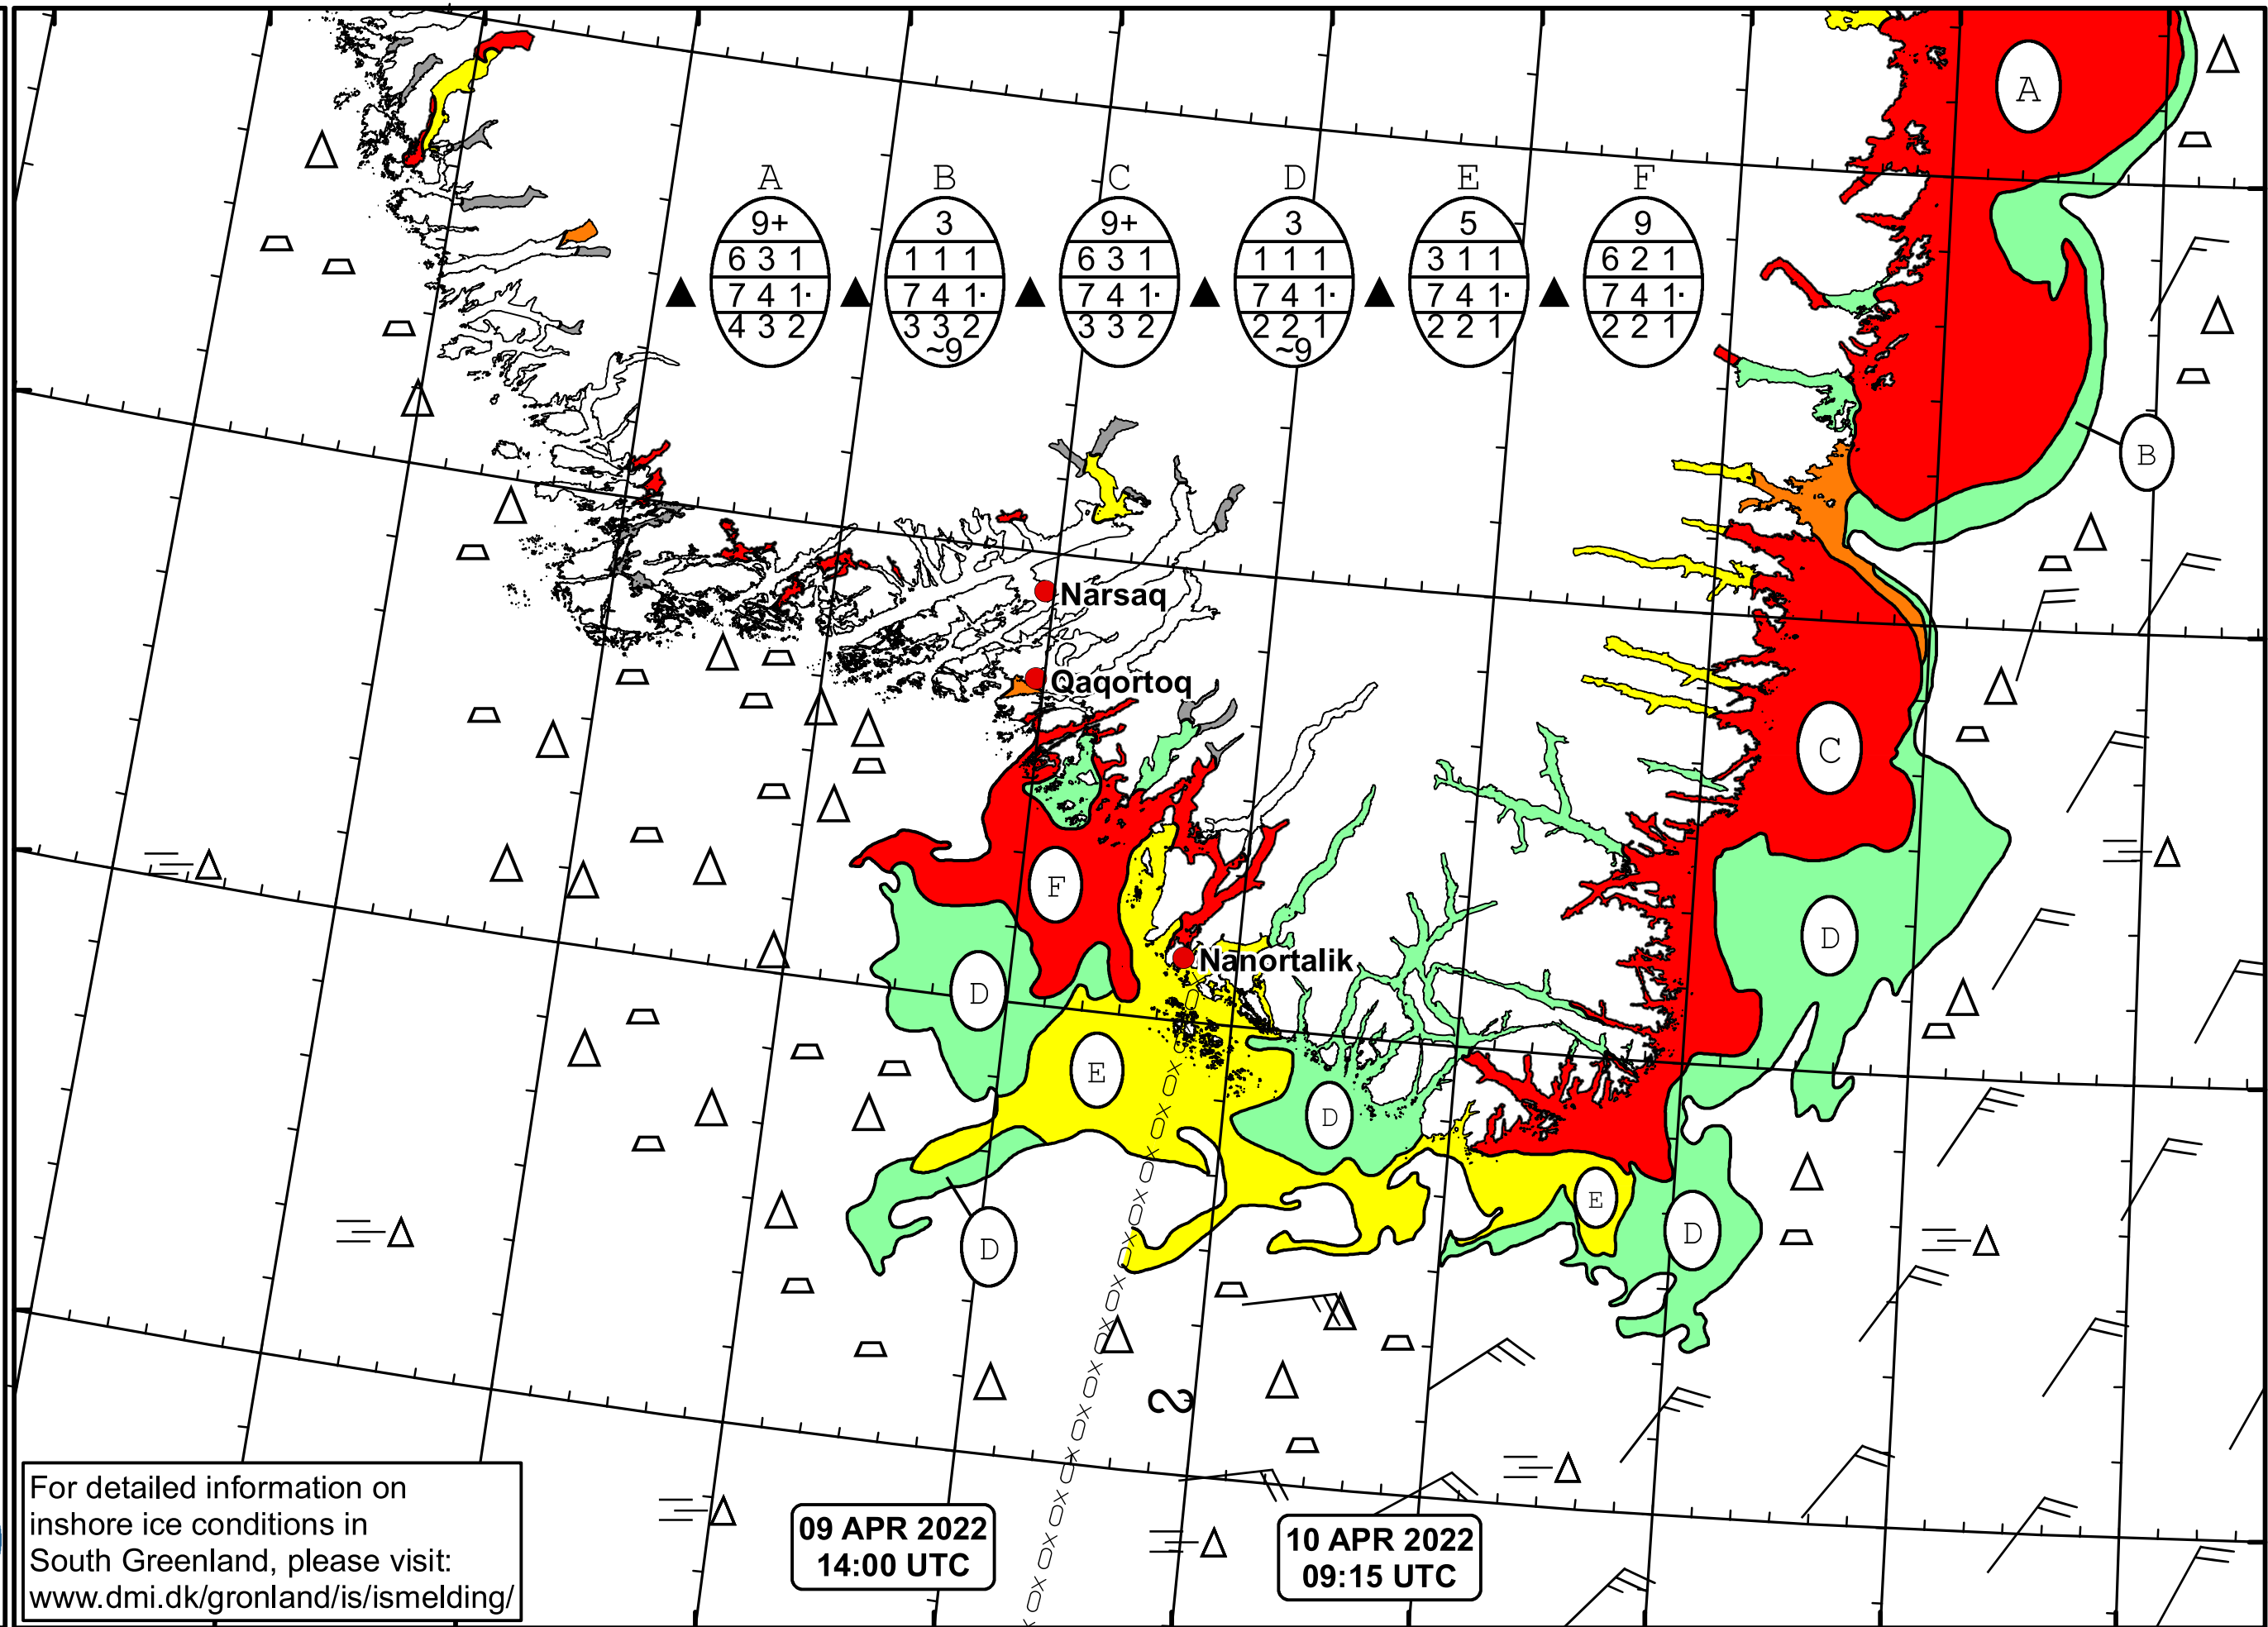 A B C D E F
9+ 3 9+ 3 5 9
6 3 1 1 1 1 6 3 1 1 1 1 3 1 1 6 2 1
7 4 1· 7 4 1· 7 4 1· 7 4 1· 7 4 1· 7 4 1·
4 3 2 3 3 2 3 3 2 2 2 1 2 2 1 2 2 1
~9 ~9
A
B
Narsaq
Qaqortoq
C
F
D
Nanortalik
D
E
D
E
D
D
2
For detailed information on
inshore ice conditions in
South Greenland, please visit:
www.dmi.dk/gronland/is/ismelding/
09 APR 2022
14:00 UTC
10 APR 2022
09:15 UTC